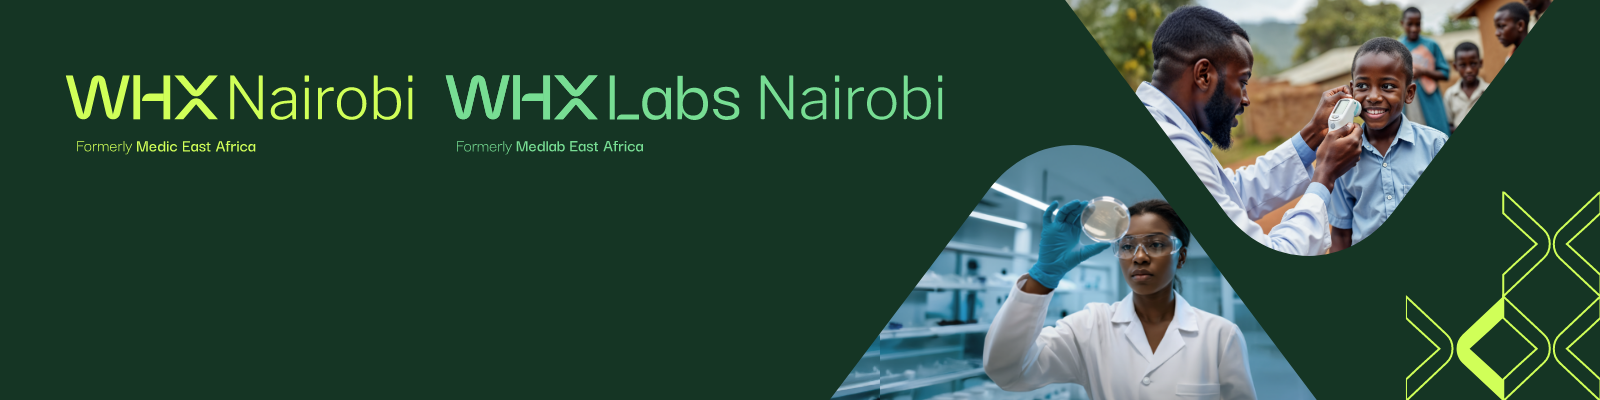 WHX Nairobi
Formerly Medic East Africa
WHX Labs Nairobi
Formerly Medlab East Africa